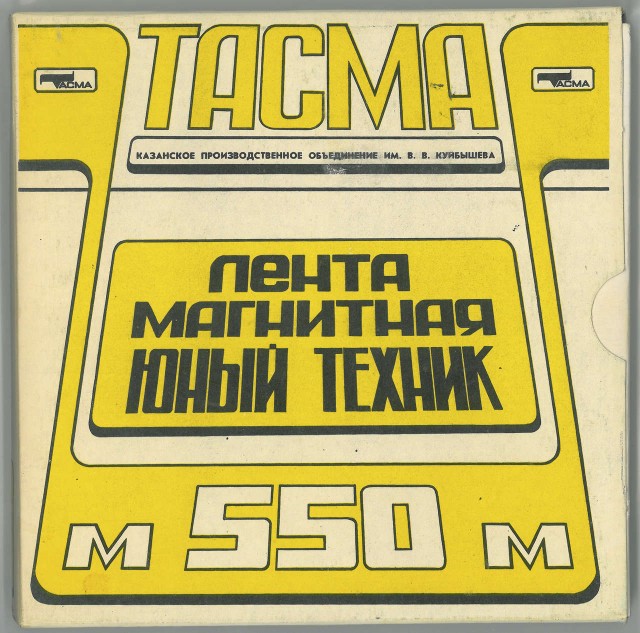 ТАСМА
ТАСМА ТАСМА
КАЗАНСКОЕ ПРОИЗВОДСТВЕННОЕ ОБЪЕДИНЕНИЕ ИМ. В. В. КУЙБЫШЕВА
ЛЕНТА
МАГНИТНАЯ
ЮНЫЙ ТЕХНИК
М 550 М